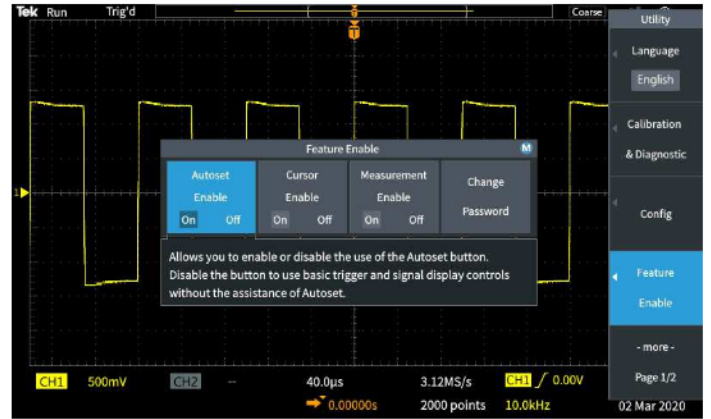 Tek Run Trig'd Coarse
Utility
Language
English
Calibration
& Diagnostic
Config
Feature
Enable
- more -
Page 1/2
T
1
Feature Enable M
Autoset
Enable
On Off
Cursor
Enable
On Off
Measurement
Enable
On Off
Change
Password
Allows you to enable or disable the use of the Autoset button.
Disable the button to use basic trigger and signal display controls
without the assistance of Autoset.
CH1 500mV CH2 -- 40.0µs 3.12MS/s CH1 0.00V
0.00000s 2000 points 10.0kHz 02 Mar 2020